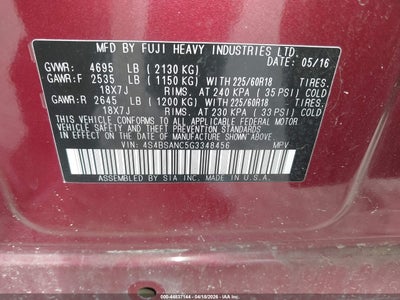 MFD. BY FUJI HEAVY INDUSTRIES LTD.
DATE: 05/16
GVWR: 4695 LB (2130 KG)
GAWR:F 2535 LB (1150 KG) WITH 225/60R18 TIRES.
18X7J RIMS. AT 240 KPA (35 PSI) COLD
GAWR:R 2645 LB (1200 KG) WITH 225/60R18 TIRES.
18X7J RIMS. AT 230 KPA (33 PSI) COLD
THIS VEHICLE CONFORMS TO ALL APPLICABLE FEDERAL MOTOR
VEHICLE SAFETY AND THEFT PREVENTION STANDARDS
IN EFFECT ON THE DATE OF MANUFACTURE SHOWN ABOVE.
VIN: 4S4BSANC5G3348456 MPV
ASSEMBLED BY SIA INC. MADE IN U.S.A.
000-44837144 - 04/18/2026 - IAAI.COM